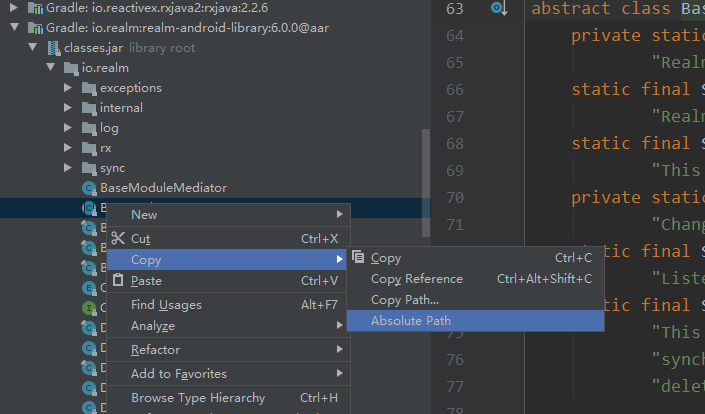 Gradle: io.reactivex.rxjava2:rxjava:2.2.6
Gradle: io.realm:realm-android-library:6.0.0@aar
classes.jar library root
io.realm
exceptions
internal
log
rx
sync
BaseModuleMediator
New
Cut Ctrl+X
Copy
Paste Ctrl+V
Find Usages Alt+F7
Analyze
Refactor
Add to Favorites
Browse Type Hierarchy Ctrl+H
Copy Ctrl+C
Copy Reference Ctrl+Alt+Shift+C
Copy Path...
Absolute Path
63 abstract class Bas
64 private static
65 "Realm
66 static final S
67 "Realm
68 static final S
69 "This
70 private static
71 "Chang
static final S
"Liste
static final S
75 "This
76 "synch
77 "delet
78